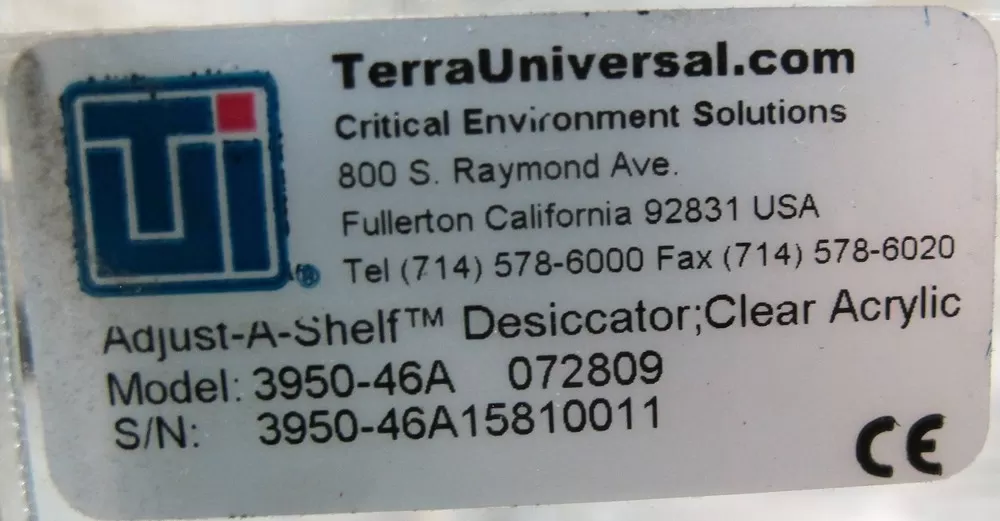 TerraUniversal.com
Critical Environment Solutions
800 S. Raymond Ave.
Fullerton California 92831 USA
Tel (714) 578-6000 Fax (714) 578-6020
TUi ®
Adjust-A-Shelf™ Desiccator;Clear Acrylic
Model: 3950-46A 072809
S/N: 3950-46A15810011
CE